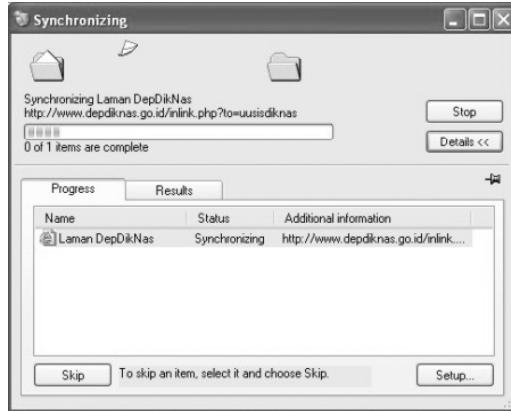 Synchronizing
Synchronizing Laman DepDikNas
http://www.depdiknas.go.id/inlink.php?to=uusisdiknas
Stop
0 of 1 items are complete
Details <<
Progress Results
Name Status Additional information
Laman DepDikNas Synchronizing http://www.depdiknas.go.id/inlink....
Skip To skip an item, select it and choose Skip. Setup...